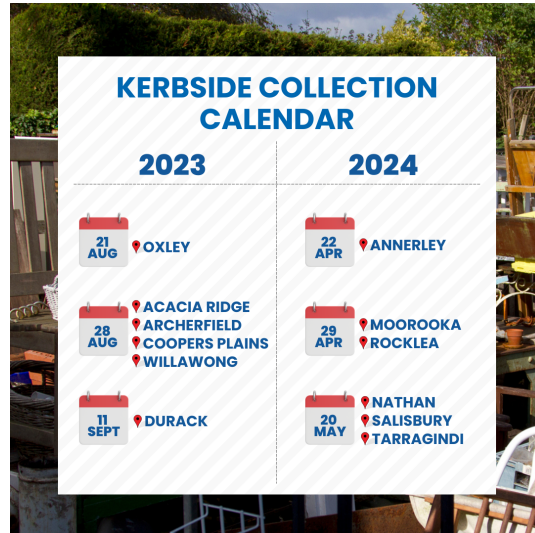 KERBSIDE COLLECTION
CALENDAR
2023
21
AUG
OXLEY
28
AUG
ACACIA RIDGE
ARCHERFIELD
COOPERS PLAINS
WILLAWONG
11
SEPT
DURACK
2024
22
APR
ANNERLEY
29
APR
MOOROOKA
ROCKLEA
20
MAY
NATHAN
SALISBURY
TARRAGINDI